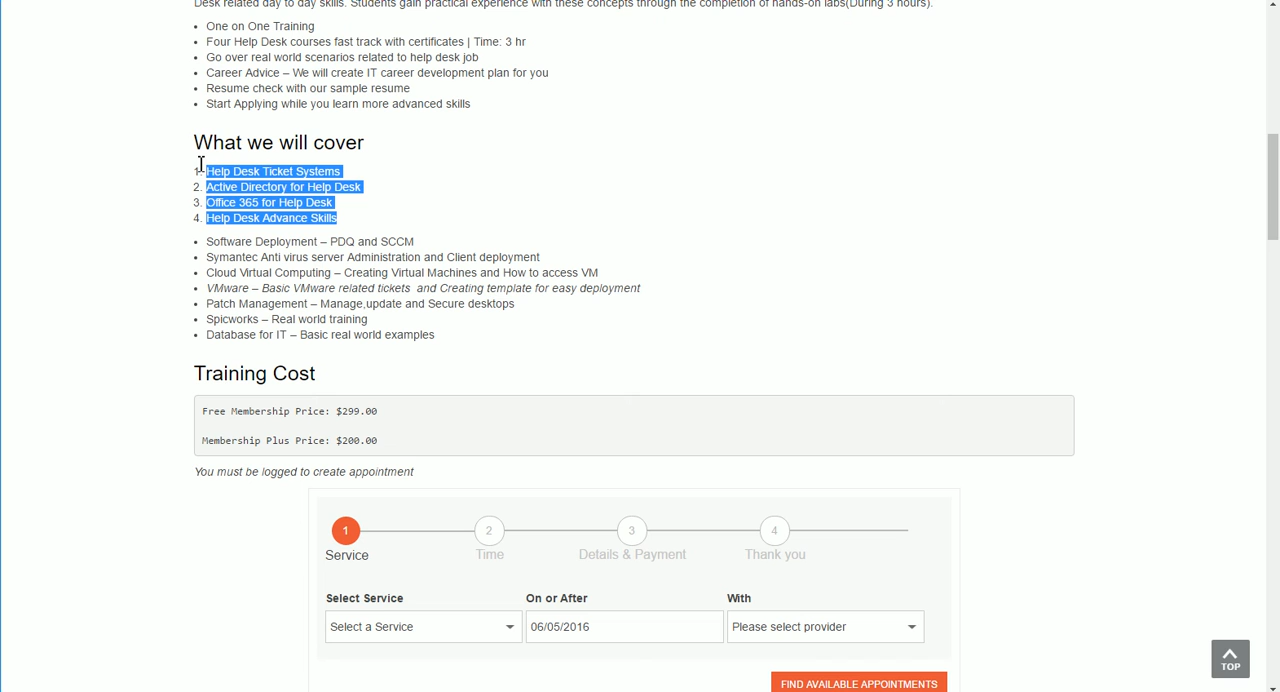 Desk related day to day skills. Students gain practical experience with these concepts through the completion of hands-on labs(During 3 hours).
• One on One Training
• Four Help Desk courses fast track with certificates | Time: 3 hr
• Go over real world scenarios related to help desk job
• Career Advice – We will create IT career development plan for you
• Resume check with our sample resume
• Start Applying while you learn more advanced skills
What we will cover
1. Help Desk Ticket Systems
2. Active Directory for Help Desk
3. Office 365 for Help Desk
4. Help Desk Advance Skills
• Software Deployment – PDQ and SCCM
• Symantec Anti virus server Administration and Client deployment
• Cloud Virtual Computing – Creating Virtual Machines and How to access VM
• VMware – Basic VMware related tickets and Creating template for easy deployment
• Patch Management – Manage,update and Secure desktops
• Spicworks – Real world training
• Database for IT – Basic real world examples
Training Cost
Free Membership Price: $299.00
Membership Plus Price: $200.00
You must be logged to create appointment
1 2 3 4
Service Time Details & Payment Thank you
Select Service On or After With
Select a Service 06/05/2016 Please select provider
TOP
FIND AVAILABLE APPOINTMENTS